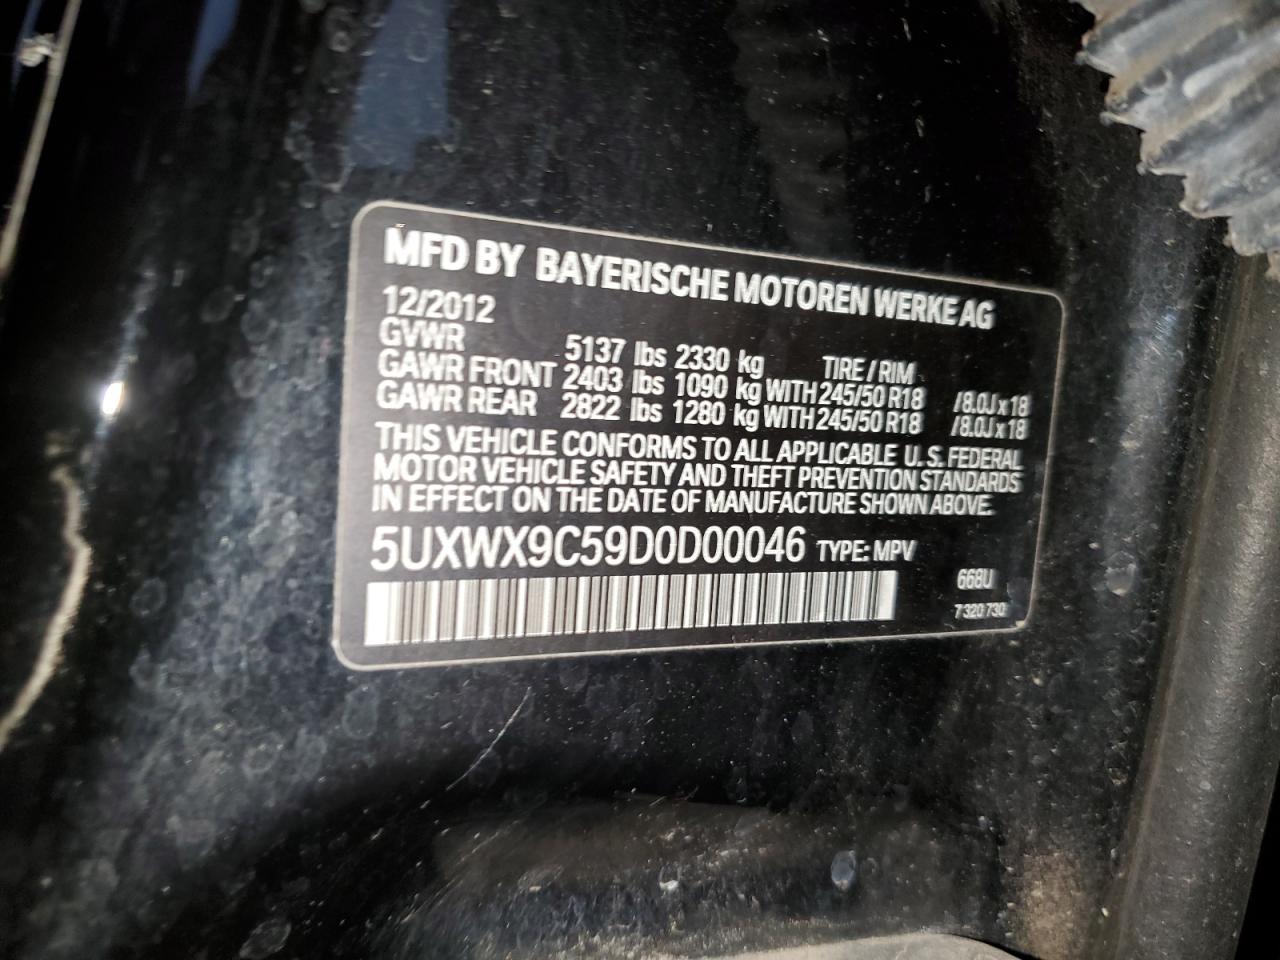 MFD BY BAYERISCHE MOTOREN WERKE AG
12/2012
GVWR 5137 lbs 2330 kg TIRE / RIM
GAWR FRONT 2403 lbs 1090 kg WITH 245/50 R18 /8.0J x 18
GAWR REAR 2822 lbs 1280 kg WITH 245/50 R18 /8.0J x 18
THIS VEHICLE CONFORMS TO ALL APPLICABLE U.S. FEDERAL
MOTOR VEHICLE SAFETY AND THEFT PREVENTION STANDARDS
IN EFFECT ON THE DATE OF MANUFACTURE SHOWN ABOVE.
5UXWX9C59D0D00046 TYPE: MPV
668U
7 320 730